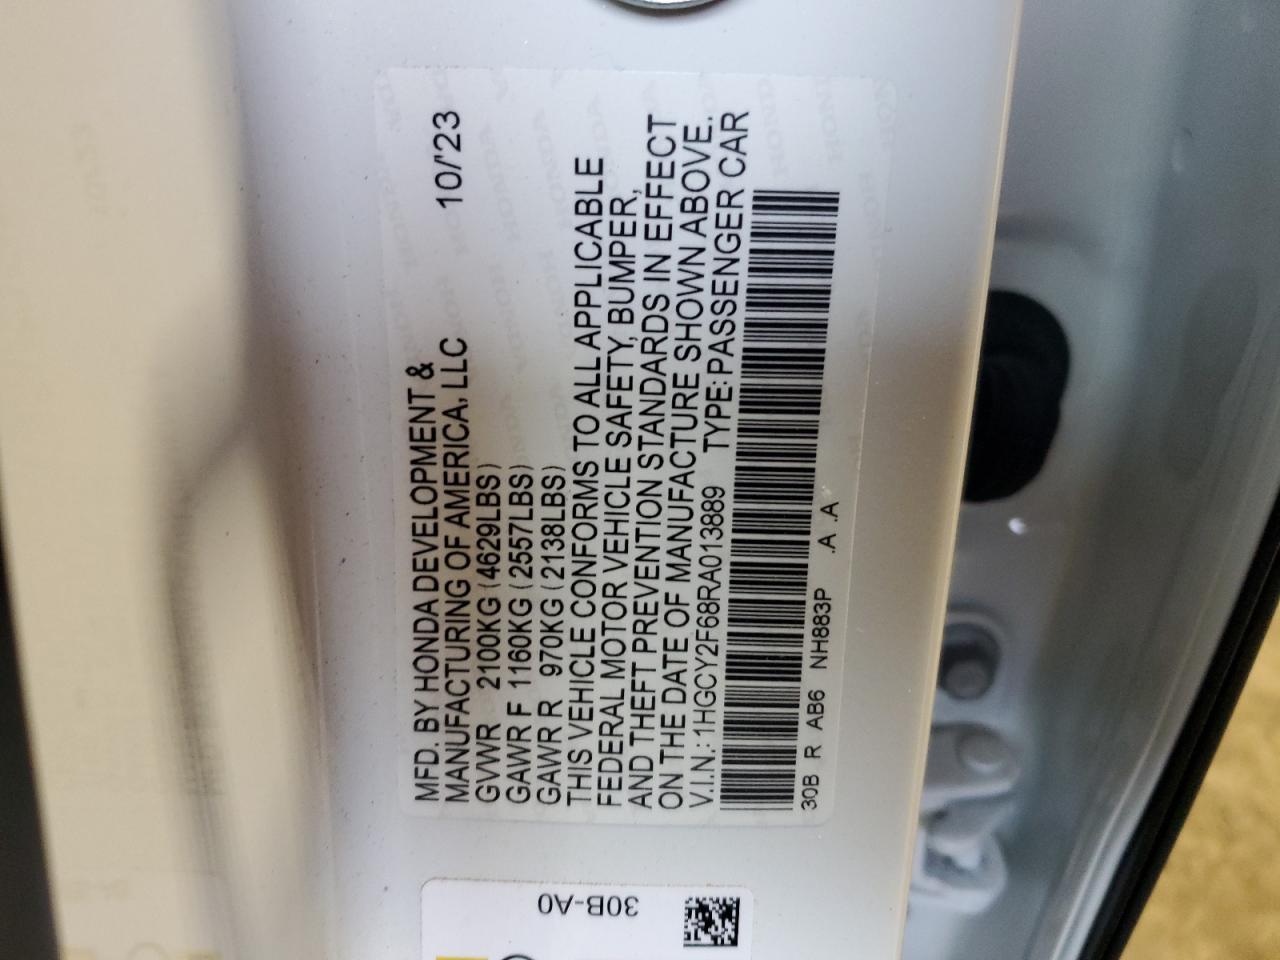 MFD. BY HONDA DEVELOPMENT &
MANUFACTURING OF AMERICA, LLC 10/'23
GVWR 2100KG (4629LBS)
GAWR F 1160KG (2557LBS)
GAWR R 970KG (2138LBS)
THIS VEHICLE CONFORMS TO ALL APPLICABLE
FEDERAL MOTOR VEHICLE SAFETY, BUMPER,
AND THEFT PREVENTION STANDARDS IN EFFECT
ON THE DATE OF MANUFACTURE SHOWN ABOVE.
V.I.N.: 1HGCY2F68RA013889 TYPE: PASSENGER CAR
30B R AB6 NH883P .A .A
30B-A0